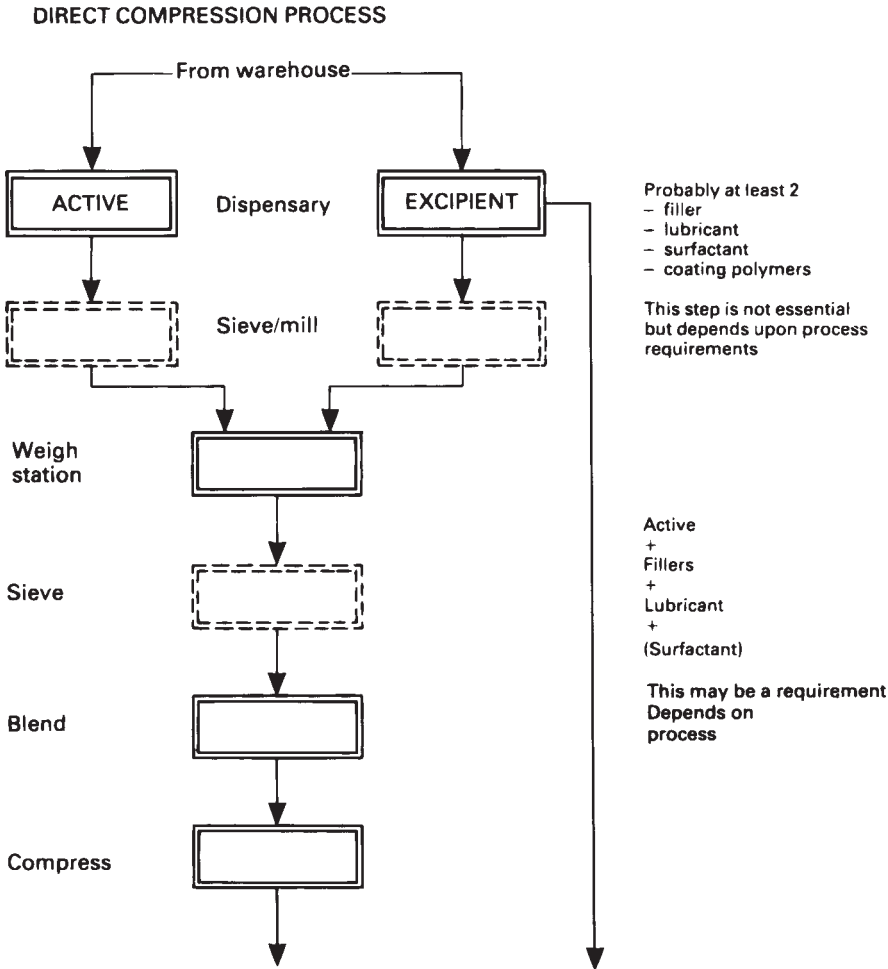 DIRECT COMPRESSION PROCESS
From warehouse
ACTIVE
Dispensary
EXCIPIENT
Probably at least 2
– filler
– lubricant
– surfactant
– coating polymers
Sieve/mill
This step is not essential
but depends upon process
requirements
Weigh
station
Active
+
Fillers
+
Lubricant
+
(Surfactant)
Sieve
This may be a requirement
Depends on
process
Blend
Compress